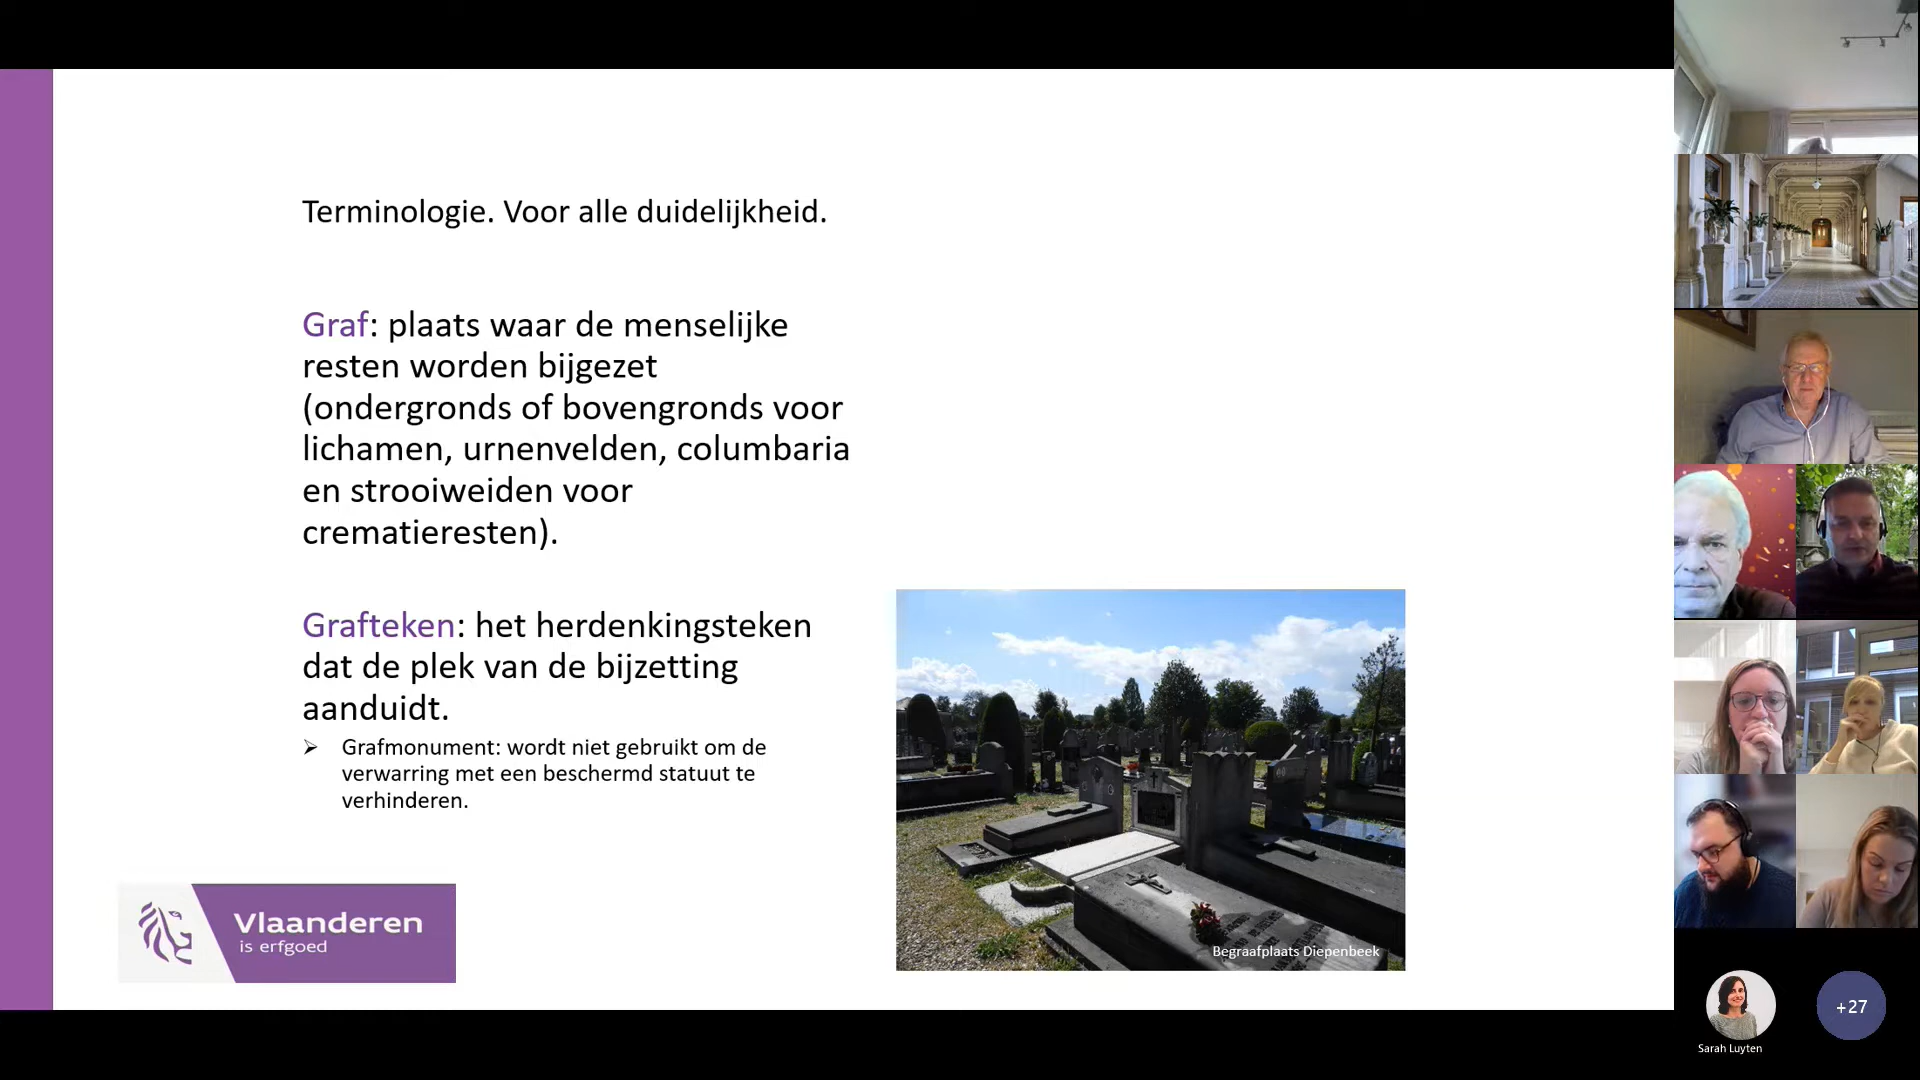 Terminologie. Voor alle duidelijkheid.
Graf: plaats waar de menselijke
resten worden bijgezet
(ondergronds of bovengronds voor
lichamen, urnenvelden, columbaria
en strooiweiden voor
crematieresten).
Grafteken: het herdenkingsteken
dat de plek van de bijzetting
aanduidt.
➢ Grafmonument: wordt niet gebruikt om de
verwarring met een beschermd statuut te
verhinderen.
Vlaanderen
is erfgoed
Begraafplaats Diepenbeek
+27
Sarah Luyten